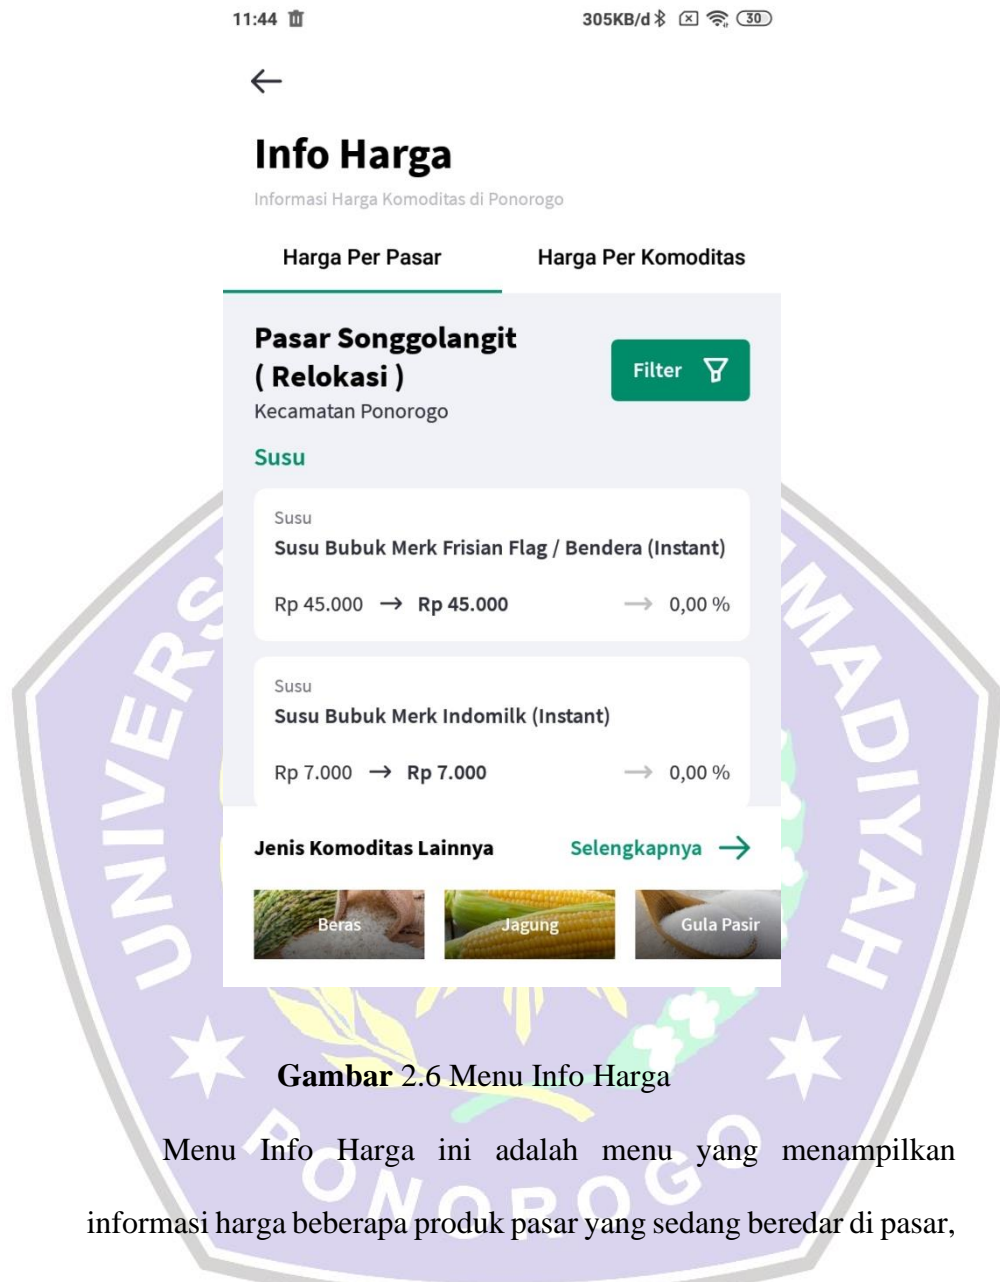 11:44
305KB/d 30
Info Harga
Informasi Harga Komoditas di Ponorogo
Harga Per Pasar Harga Per Komoditas
Pasar Songgolangit
( Relokasi )
Filter
Kecamatan Ponorogo
Susu
Susu
Susu Bubuk Merk Frisian Flag / Bendera (Instant)
Rp 45.000 → Rp 45.000 → 0,00 %
Susu
Susu Bubuk Merk Indomilk (Instant)
Rp 7.000 → Rp 7.000 → 0,00 %
Jenis Komoditas Lainnya Selengkapnya →
Beras Jagung Gula Pasir
Gambar 2.6 Menu Info Harga
Menu Info Harga ini adalah menu yang menampilkan
informasi harga beberapa produk pasar yang sedang beredar di pasar,
PONOROGO